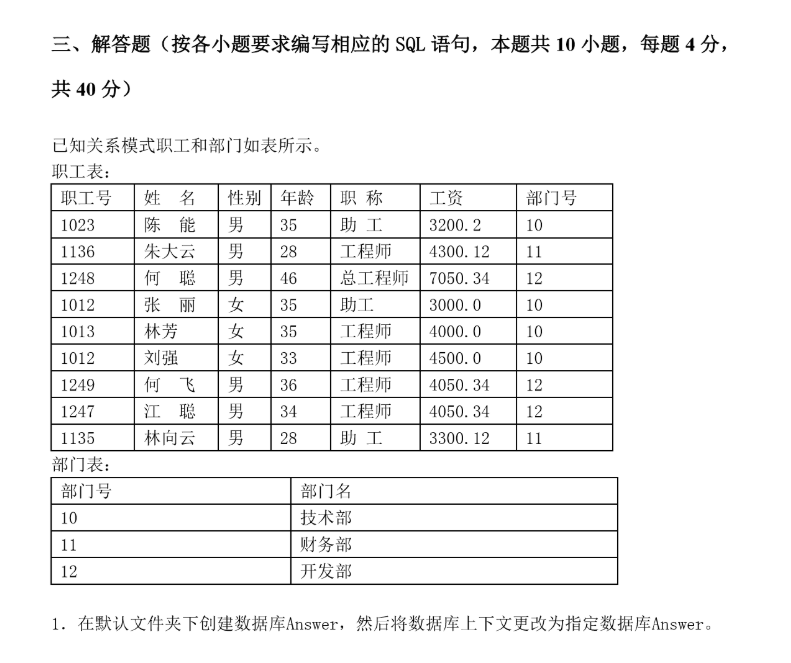 三、解答题（按各小题要求编写相应的 SQL 语句，本题共 10 小题，每题 4 分，
共 40 分）
已知关系模式职工和部门如表所示。
职工表：
职工号 姓 名 性别 年龄 职 称 工资 部门号
1023 陈 能 男 35 助 工 3200.2 10
1136 朱大云 男 28 工程师 4300.12 11
1248 何 聪 男 46 总工程师 7050.34 12
1012 张 丽 女 35 助工 3000.0 10
1013 林芳 女 35 工程师 4000.0 10
1012 刘强 女 33 工程师 4500.0 10
1249 何 飞 男 36 工程师 4050.34 12
1247 江 聪 男 34 工程师 4050.34 12
1135 林向云 男 28 助 工 3300.12 11
部门表：
部门号 部门名
10 技术部
11 财务部
12 开发部
1．在默认文件夹下创建数据库Answer，然后将数据库上下文更改为指定数据库Answer。